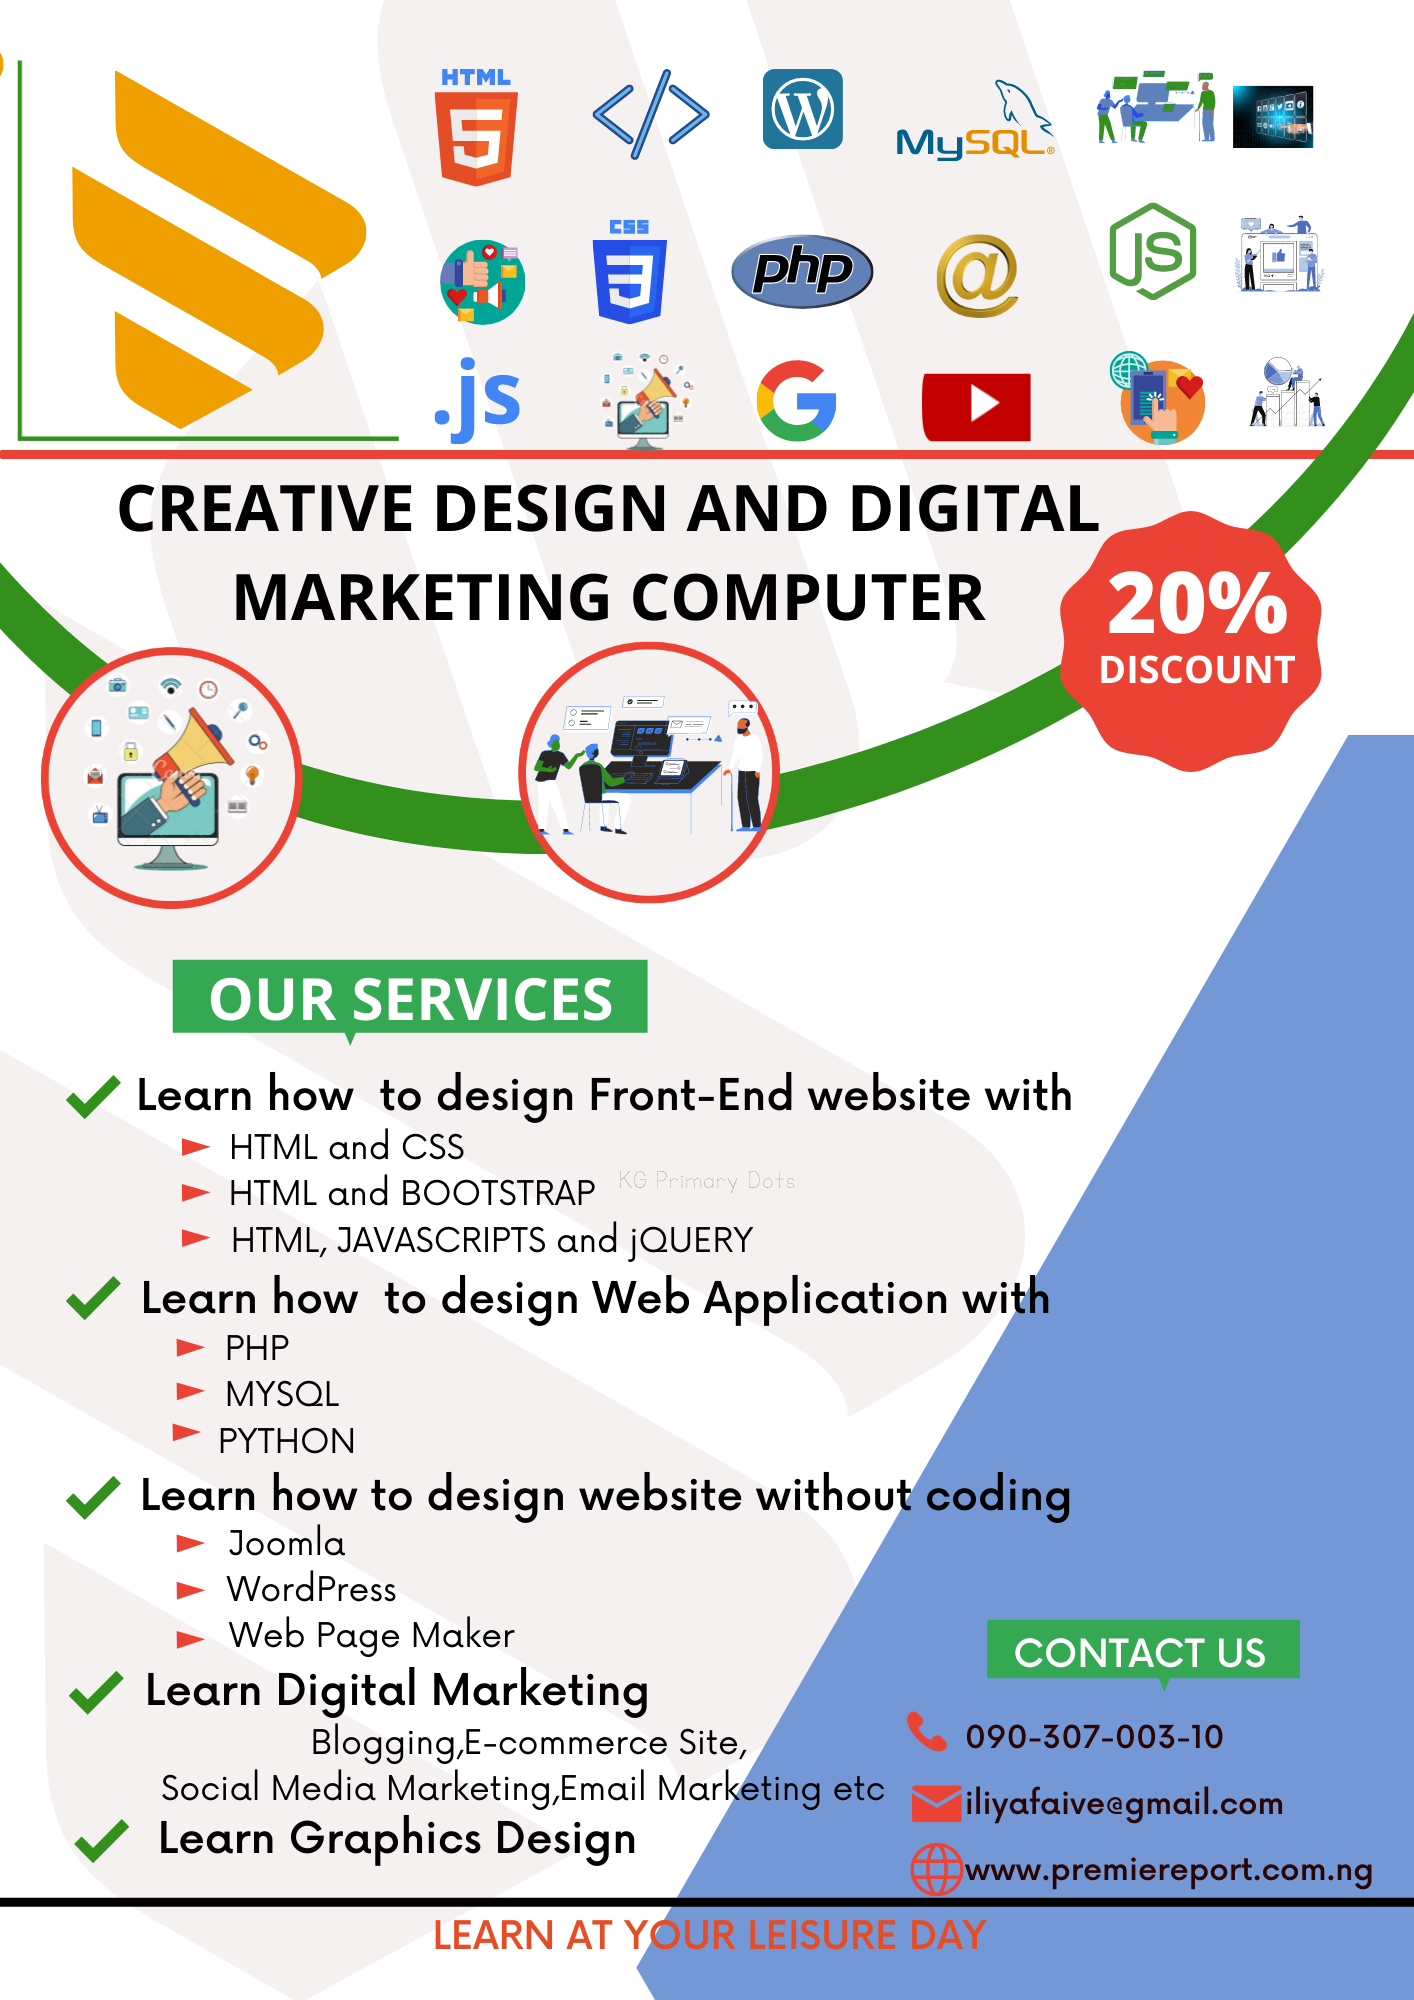 HTML
5
MySQL®
CSS
3
php
@
JS
.js
CREATIVE DESIGN AND DIGITAL
MARKETING COMPUTER
20%
DISCOUNT
OUR SERVICES
Learn how to design Front-End website with
HTML and CSS
HTML and BOOTSTRAP
KG Primary Dots
HTML, JAVASCRIPTS and jQUERY
Learn how to design Web Application with
PHP
MYSQL
PYTHON
Learn how to design website without coding
Joomla
WordPress
Web Page Maker
Learn Digital Marketing
Blogging,E-commerce Site,
Social Media Marketing,Email Marketing etc
Learn Graphics Design
CONTACT US
090-307-003-10
iliyafaive@gmail.com
www.premiereport.com.ng
LEARN AT YOUR LEISURE DAY